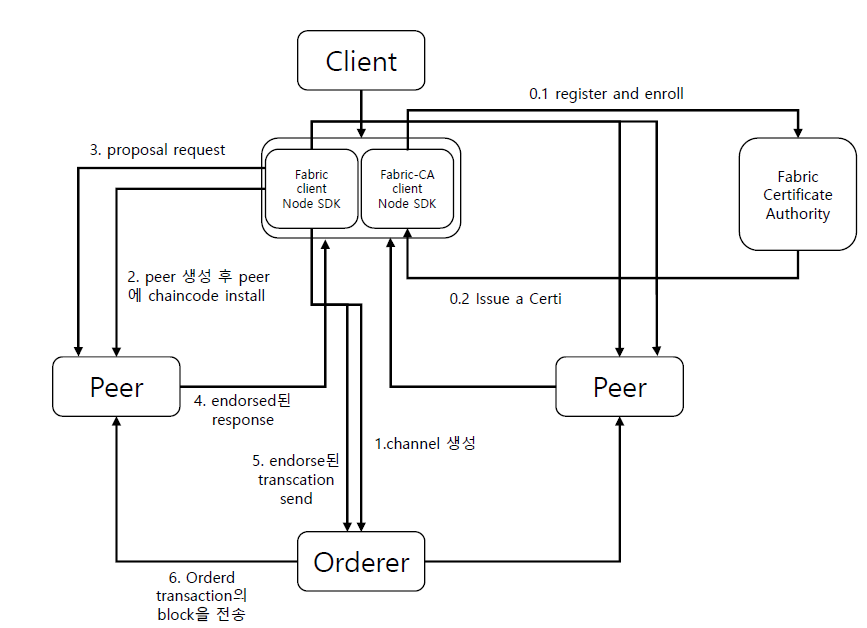 Client
0.1 register and enroll
3. proposal request
Fabric
client
Node SDK
Fabric-CA
client
Node SDK
Fabric
Certificate
Authority
2. peer 생성 후 peer
에 chaincode install
0.2 Issue a Certi
Peer
Peer
4. endorsed된
response
1.channel 생성
5. endorse된
transcation
send
Orderer
6. Orderd
transaction의
block을 전송